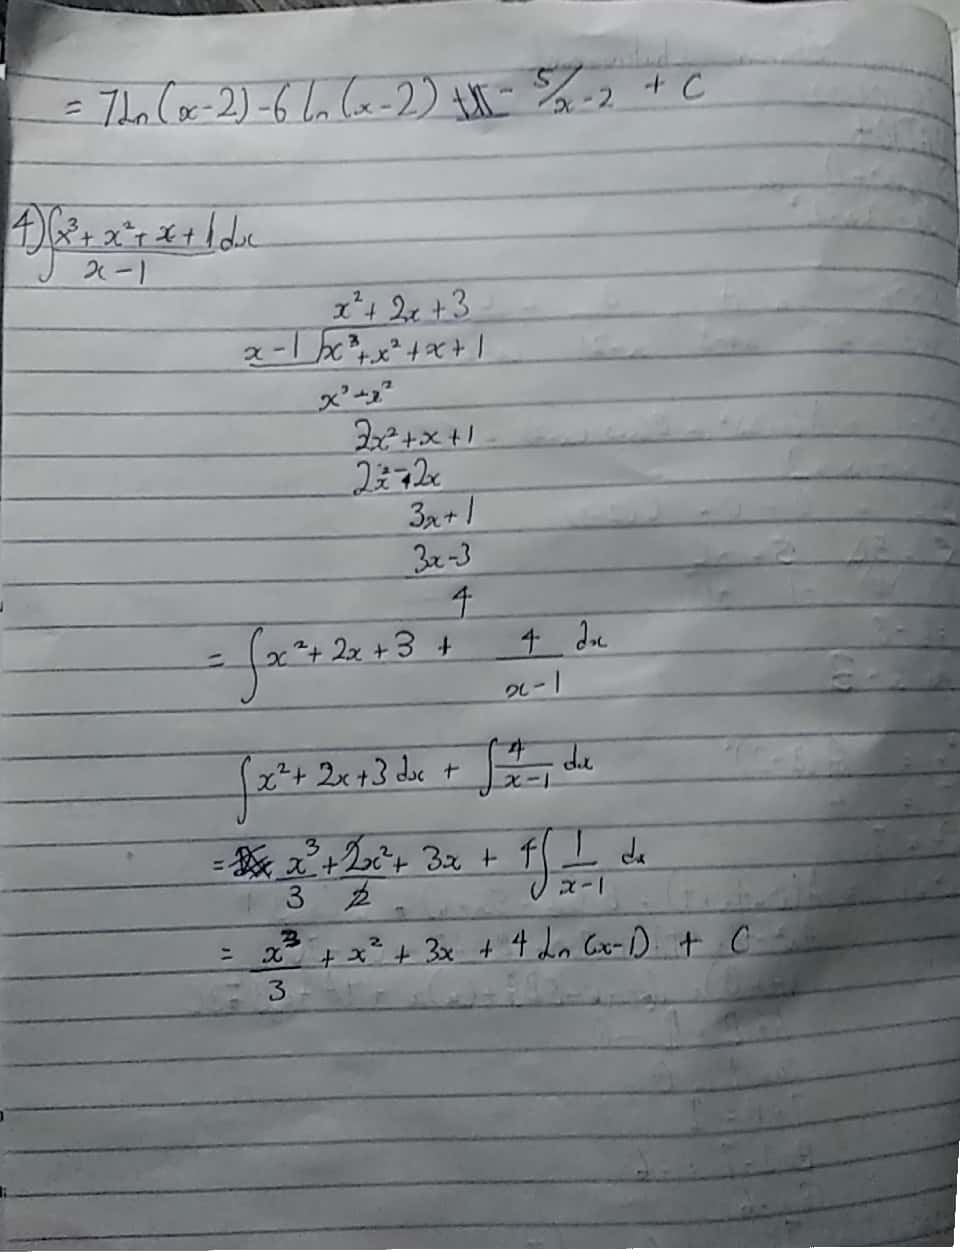 = 7Ln(x-2) - 6 ln(x-2) - 5/x-2 + C
4) ∫ x³ + x² + x + 1 dx
x - 1
x² + 2x + 3
x - 1 √x³ + x² + x + 1
x³ - x²
2x² + x + 1
2x² - 2x
3x + 1
3x - 3
4
= ∫ x² + 2x + 3 + 4 dx
x - 1
∫ x² + 2x + 3 dx + ∫ 4/x-1 dx
= x³/3 + 2x²/2 + 3x + 4∫ 1/x-1 dx
= x³/3 + x² + 3x + 4 Ln(x-1) + C